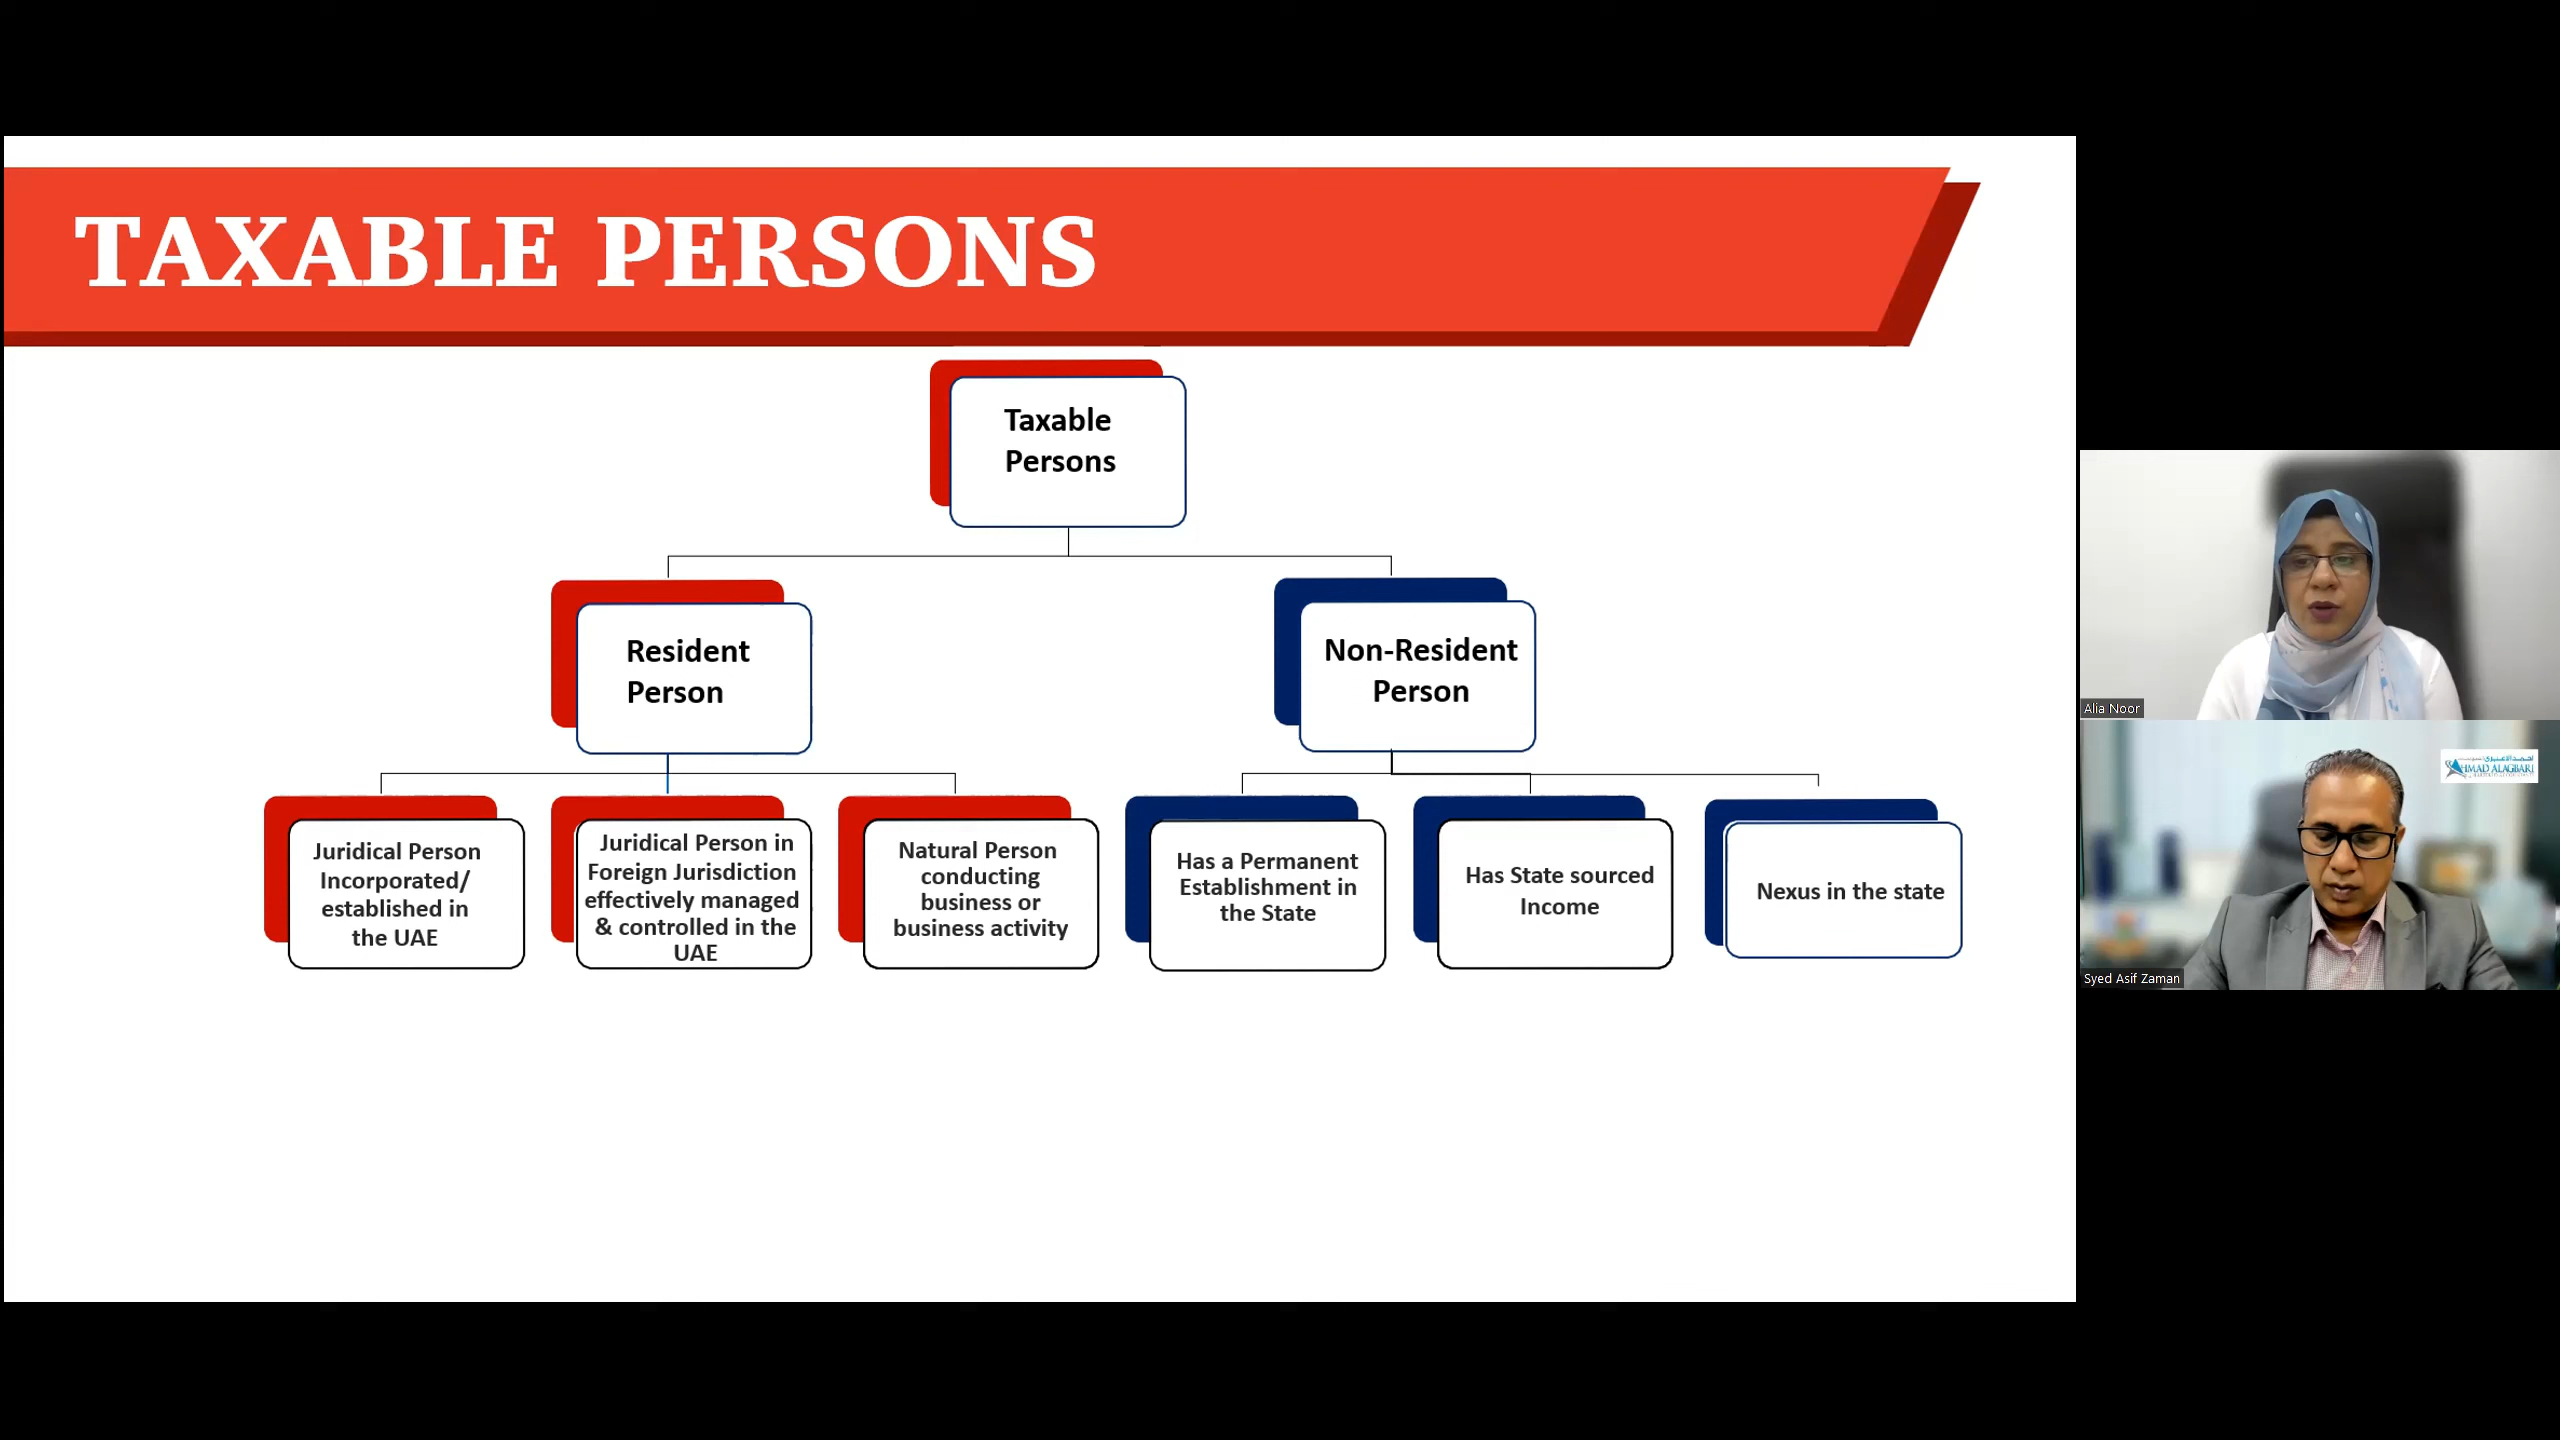 TAXABLE PERSONS
Taxable
Persons
Resident
Person
Non-Resident
Person
Juridical Person
Incorporated/
established in
the UAE
Juridical Person in
Foreign Jurisdiction
effectively managed
& controlled in the
UAE
Natural Person
conducting
business or
business activity
Has a Permanent
Establishment in
the State
Has State sourced
Income
Nexus in the state
Alia Noor
AHMAD ALAGBARI
Syed Asif Zaman